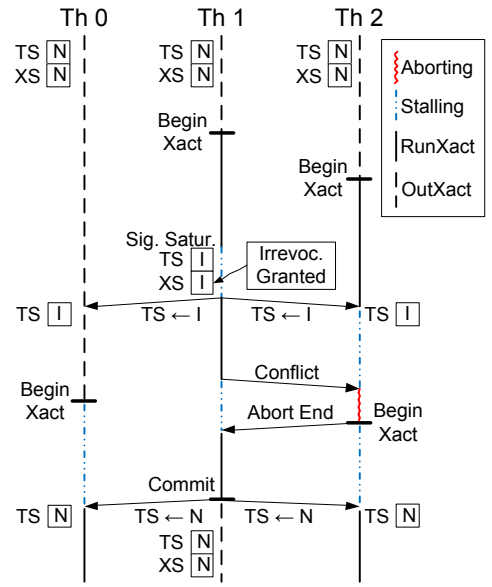 Th 0 Th 1 Th 2
TS N TS N TS N
XS N XS N XS N
Aborting
Stalling
RunXact
OutXact
Begin
Xact
Begin
Xact
Sig. Satur.
TS I
XS I
Irrevoc.
Granted
TS I TS ← I TS ← I TS I
Conflict
Begin
Xact
Abort End
Begin
Xact
Commit
TS N TS ← N TS ← N TS N
TS N
XS N